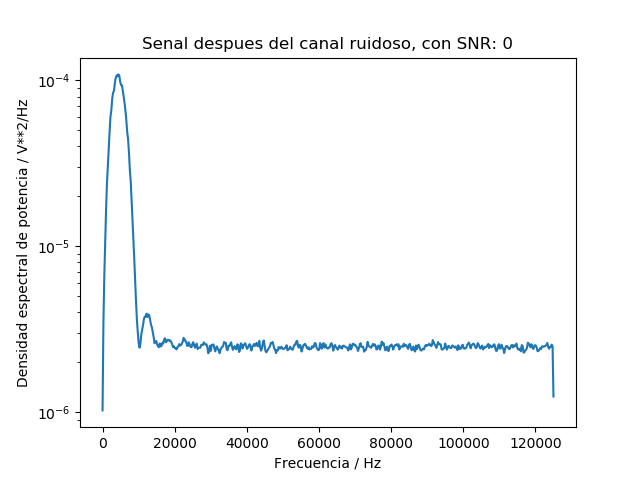 Senal despues del canal ruidoso, con SNR: 0
Densidad espectral de potencia / V**2/Hz
10⁻⁴
10⁻⁵
10⁻⁶
0 20000 40000 60000 80000 100000 120000
Frecuencia / Hz